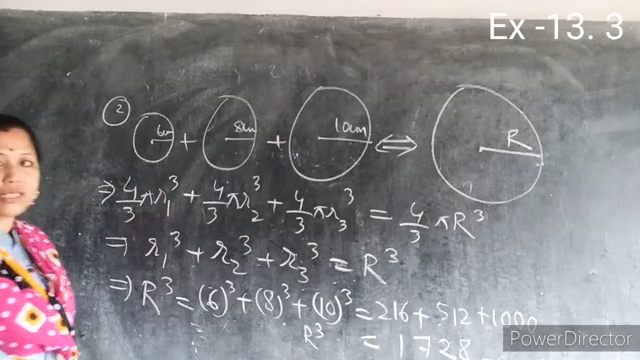 Ex -13. 3
② 6cm + 8cm + 10cm ⇔ R
⇒ 4/3 πr₁³ + 4/3 πr₂³ + 4/3 πr₃³ = 4/3 πR³
⇒ r₁³ + r₂³ + r₃³ = R³
⇒ R³ = (6)³ + (8)³ + (10)³ = 216 + 512 + 1000
R³ = 1728
PowerDirector